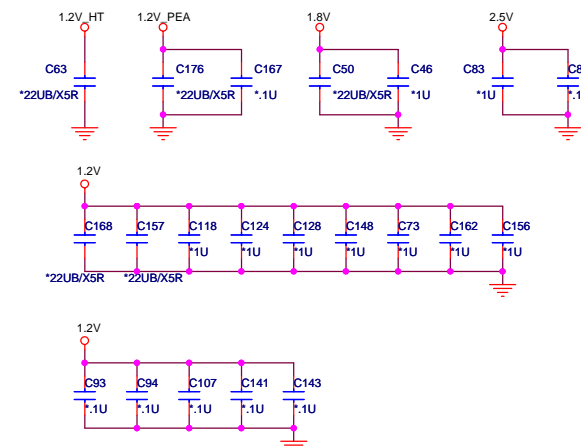 1.2V_HT 1.2V_PEA 1.8V 2.5V
C63 C176 C167 C50 C46 C83
*22UB/X5R *22UB/X5R *.1U *22UB/X5R *1U *1U
1.2V
C168 C157 C118 C124 C128 C148 C73 C162 C156
*1U *1U *1U *1U *1U *1U *1U
*22UB/X5R *22UB/X5R
1.2V
C93 C94 C107 C141 C143
*.1U *.1U *.1U *.1U *.1U